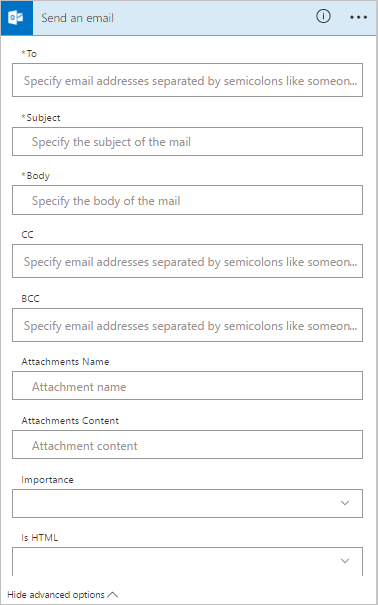 Send an email
*To
Specify email addresses separated by semicolons like someon...
*Subject
Specify the subject of the mail
*Body
Specify the body of the mail
CC
Specify email addresses separated by semicolons like someon...
BCC
Specify email addresses separated by semicolons like someon...
Attachments Name
Attachment name
Attachments Content
Attachment content
Importance
Is HTML
Hide advanced options